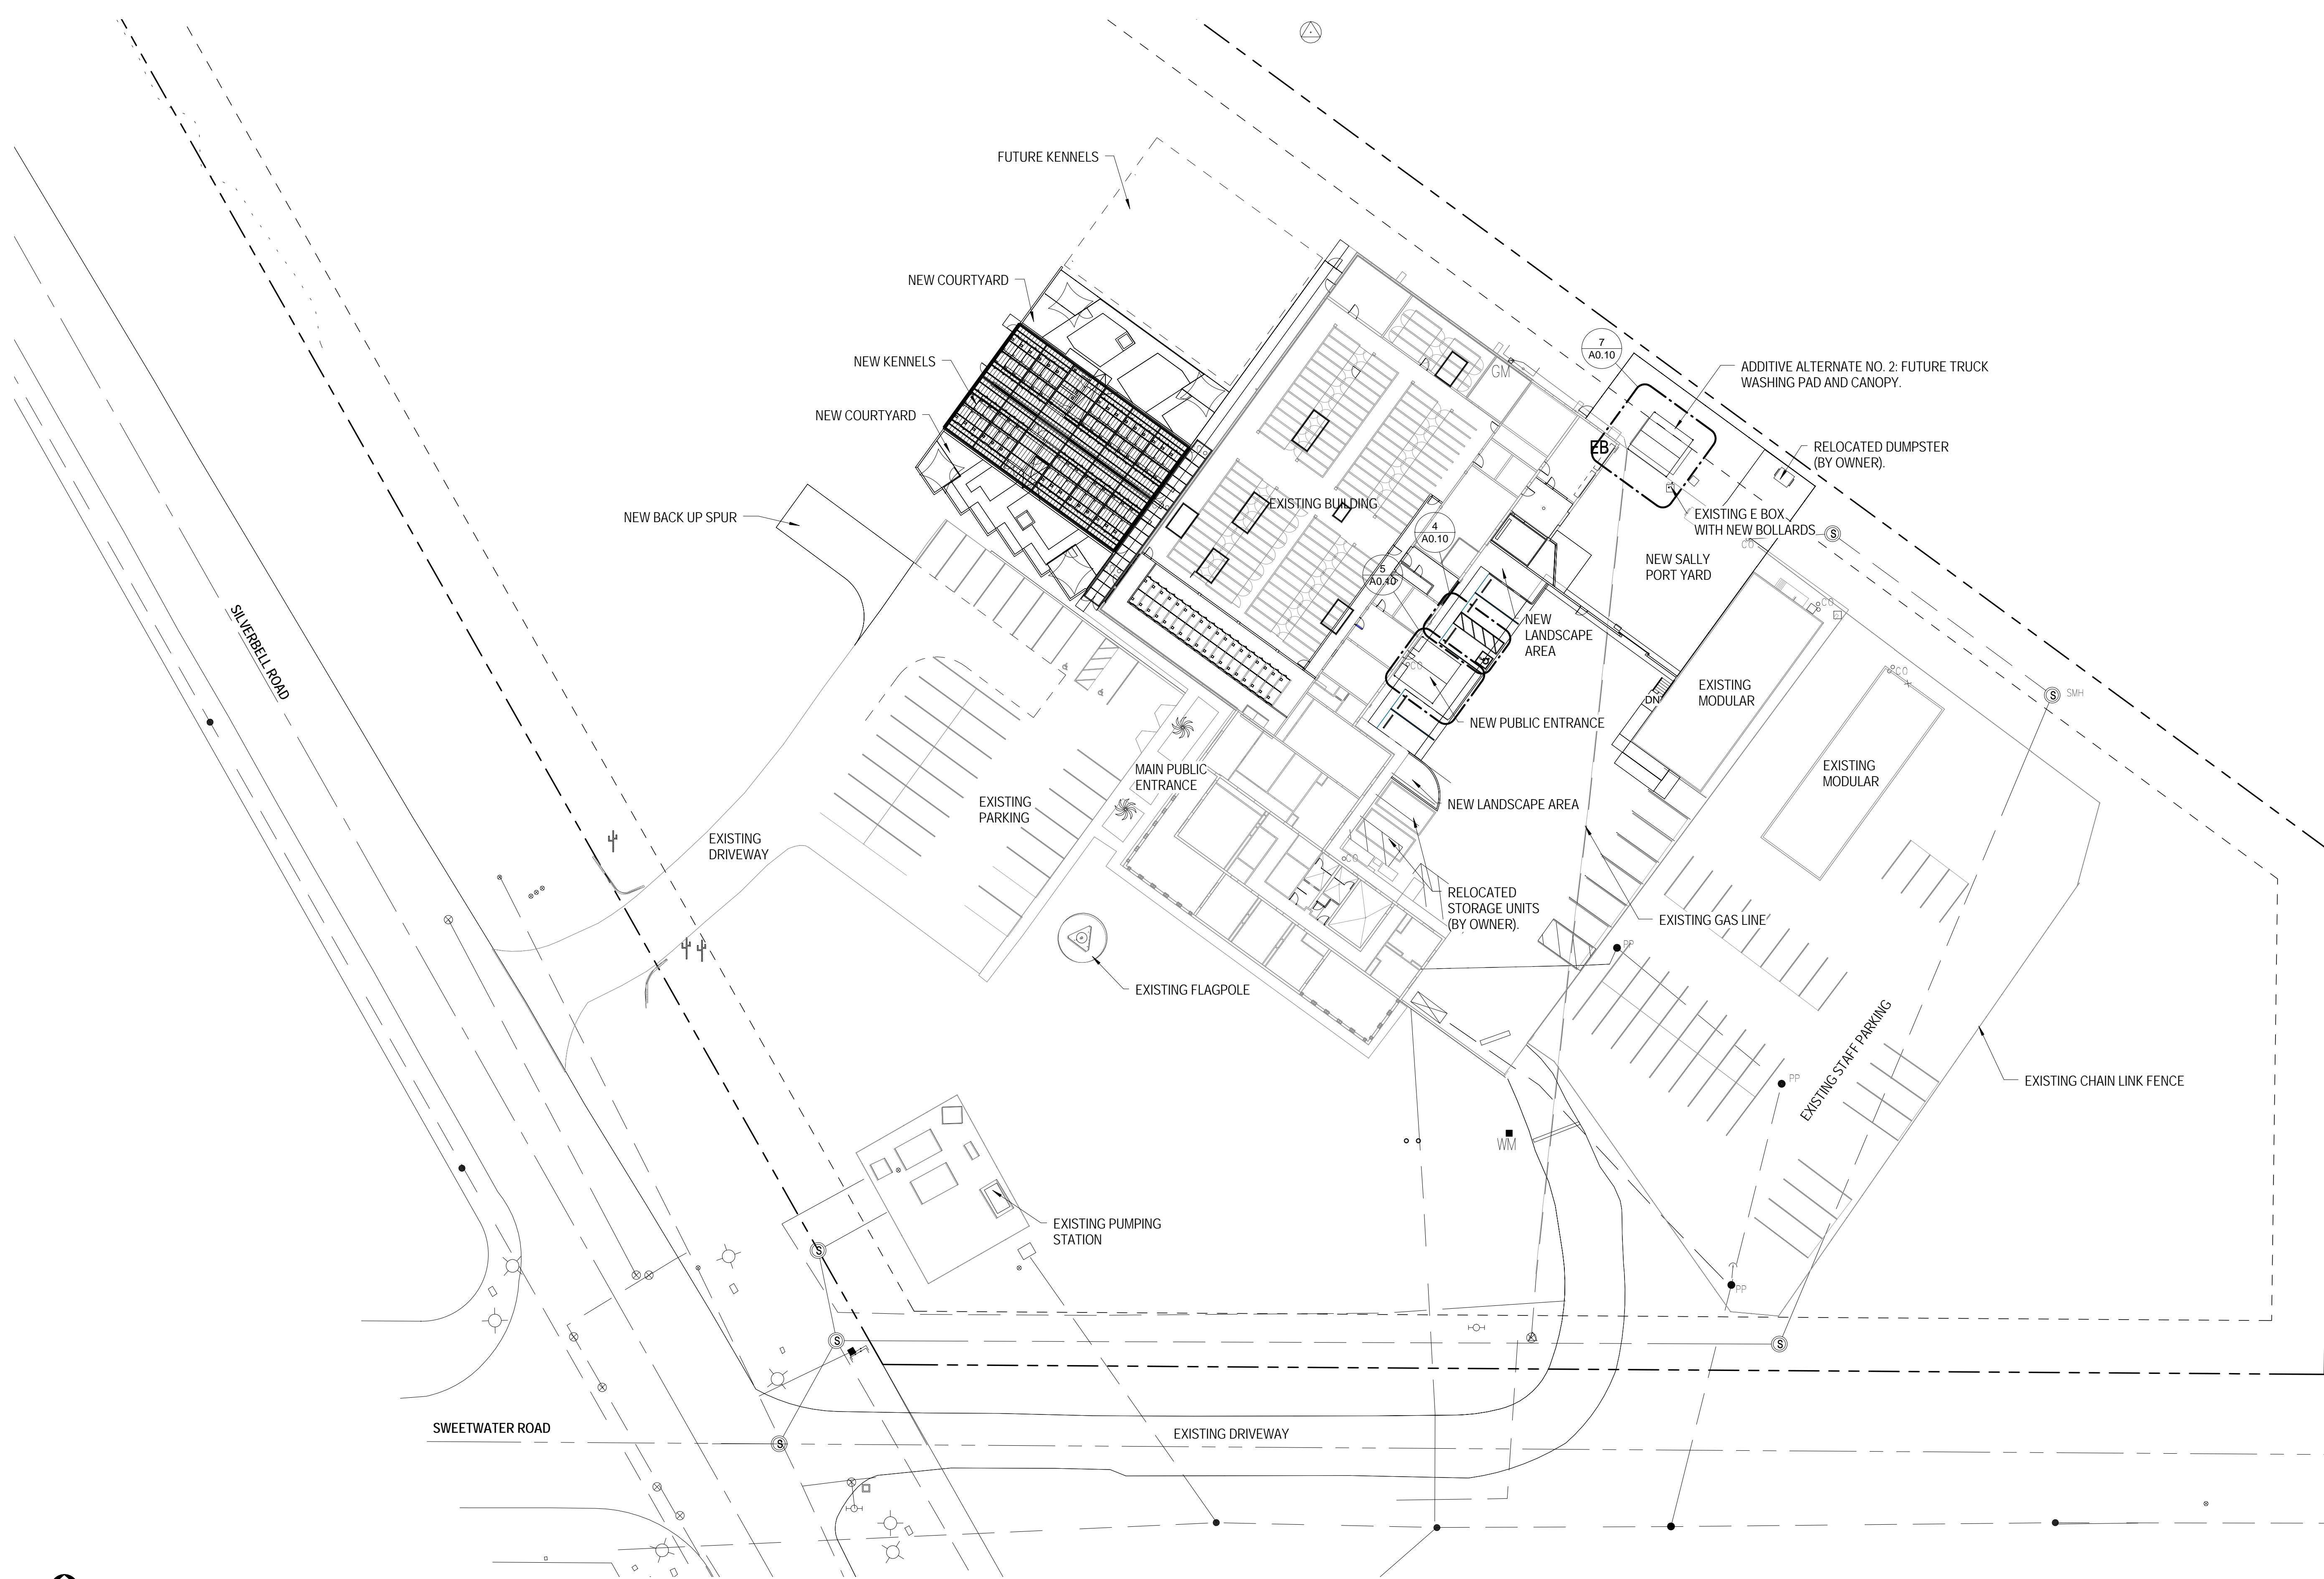 FUTURE KENNELS
NEW COURTYARD
7
A0.10
NEW KENNELS
ADDITIVE ALTERNATE NO. 2: FUTURE TRUCK
WASHING PAD AND CANOPY.
GM
NEW COURTYARD
EB
RELOCATED DUMPSTER
(BY OWNER).
EXISTING BUILDING
NEW BACK UP SPUR
EXISTING E BOX
WITH NEW BOLLARDS
S
4
A0.10
CO
NEW SALLY
PORT YARD
5
A0.10
CO
SILVERBELL ROAD
NEW
LANDSCAPE
AREA
CO
CO
EXISTING
MODULAR
DN
S
SMH
NEW PUBLIC ENTRANCE
MAIN PUBLIC
ENTRANCE
EXISTING
MODULAR
EXISTING
PARKING
NEW LANDSCAPE AREA
EXISTING
DRIVEWAY
CO
RELOCATED
STORAGE UNITS
(BY OWNER).
EXISTING GAS LINE
PP
EXISTING FLAGPOLE
EXISTING STAFF PARKING
PP
EXISTING CHAIN LINK FENCE
WM
EXISTING PUMPING
STATION
S
PP
S
S
SWEETWATER ROAD
EXISTING DRIVEWAY
S